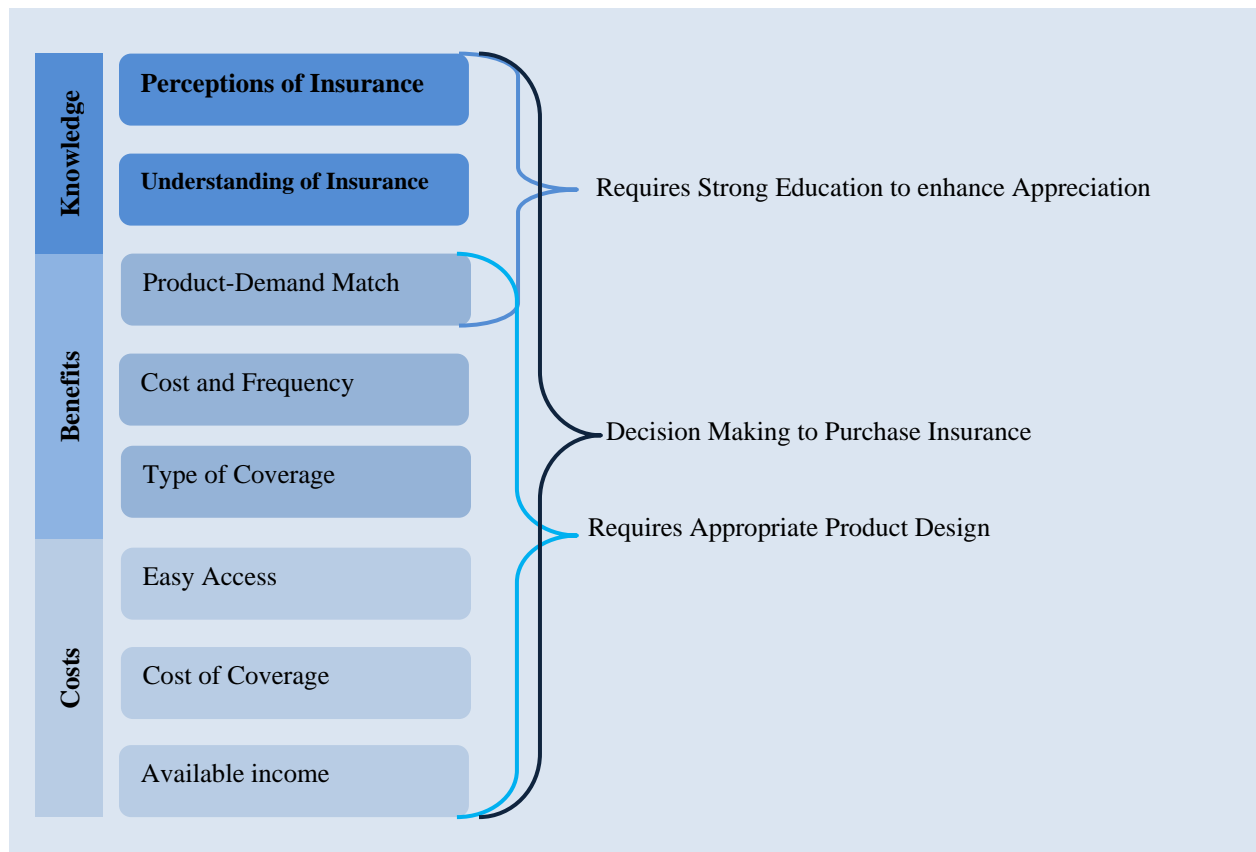 Knowledge
Perceptions of Insurance
Understanding of Insurance
Requires Strong Education to enhance Appreciation
Benefits
Product-Demand Match
Cost and Frequency
Type of Coverage
Decision Making to Purchase Insurance
Requires Appropriate Product Design
Costs
Easy Access
Cost of Coverage
Available income